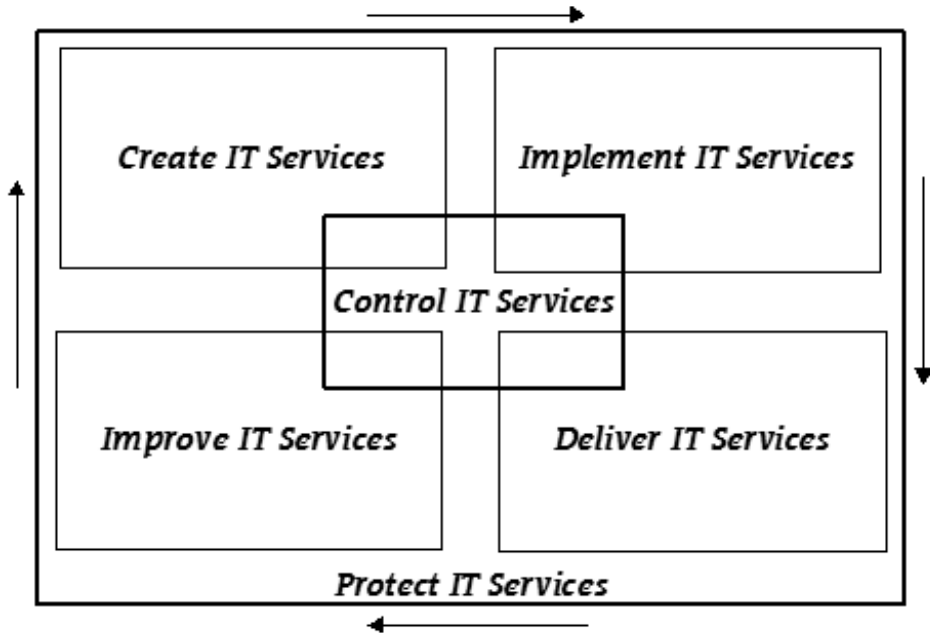 Create IT Services
Implement IT Services
Control IT Services
Improve IT Services
Deliver IT Services
Protect IT Services